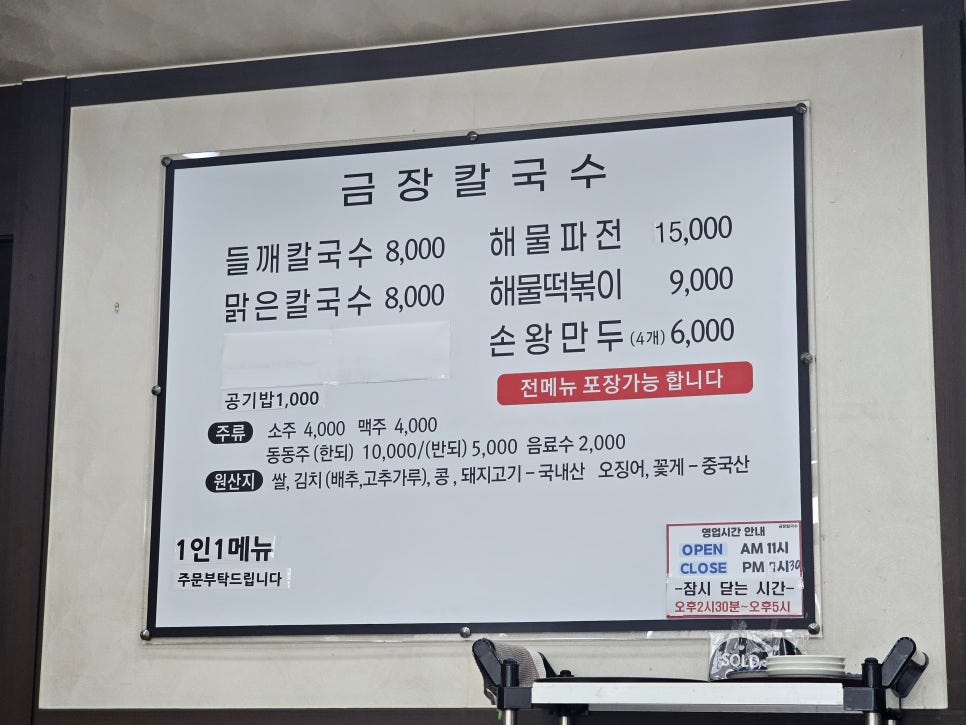 금장칼국수
들깨칼국수 8,000
맑은칼국수 8,000
공기밥 1,000
해물파전 15,000
해물떡볶이 9,000
손왕만두 (4개) 6,000
전메뉴 포장가능 합니다
주류 소주 4,000 맥주 4,000
동동주 (한되) 10,000/(반되) 5,000 음료수 2,000
원산지 쌀, 김치 (배추,고추가루), 콩, 돼지고기 - 국내산 오징어, 꽃게 - 중국산
1인1메뉴
주문부탁드립니다
영업시간 안내 금장칼국수
OPEN AM 11시
CLOSE PM 7시30
-잠시 닫는 시간-
오후2시30분~오후5시
SOLD